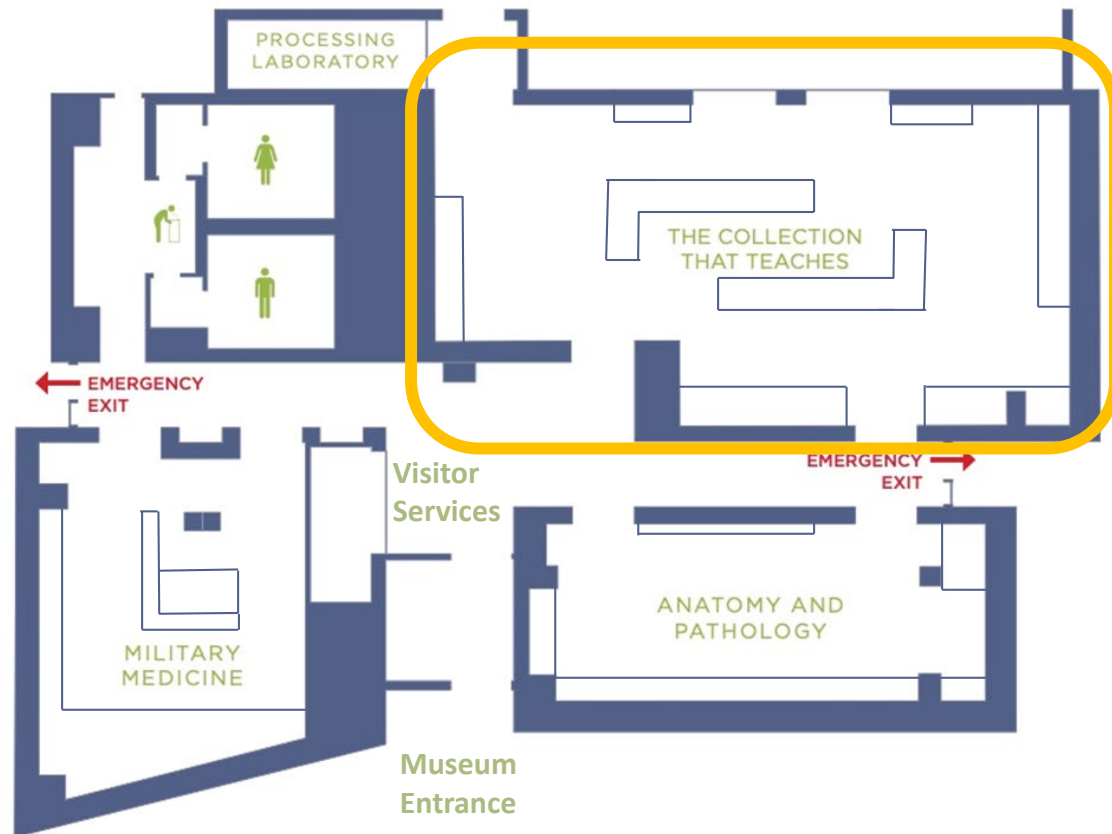 PROCESSING
LABORATORY
THE COLLECTION
THAT TEACHES
EMERGENCY
EXIT
Visitor
Services
EMERGENCY
EXIT
ANATOMY AND
PATHOLOGY
MILITARY
MEDICINE
Museum
Entrance